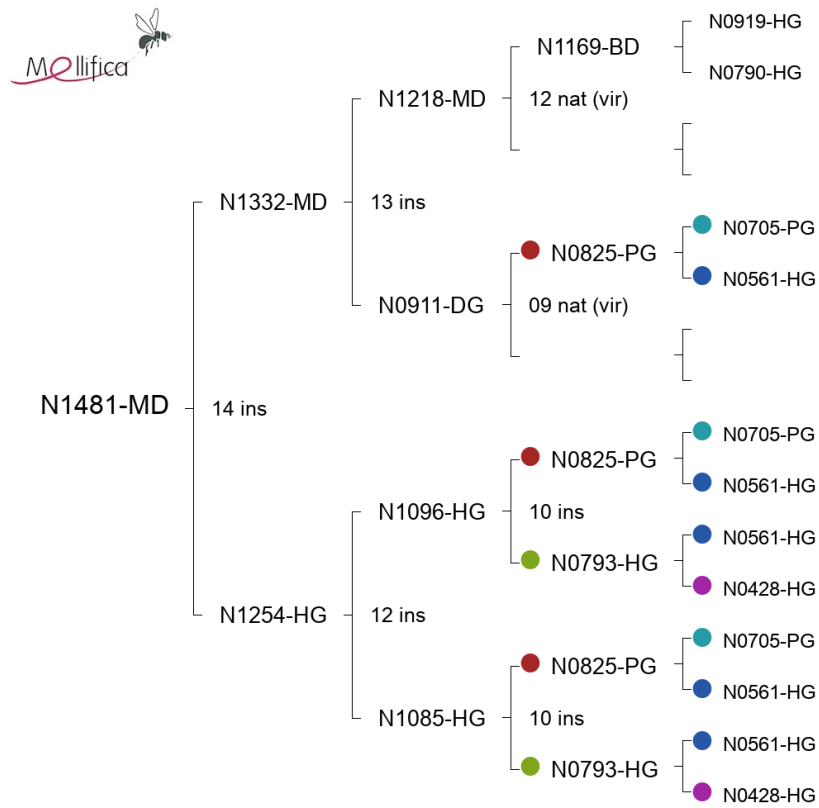 Mellifica
N0919-HG
N1169-BD
N0790-HG
N1218-MD
12 nat (vir)
N1332-MD
13 ins
N0705-PG
N0825-PG
N0561-HG
N0911-DG
09 nat (vir)
N1481-MD
14 ins
N0705-PG
N0825-PG
N0561-HG
N1096-HG
10 ins
N0561-HG
N0793-HG
N0428-HG
N1254-HG
12 ins
N0705-PG
N0825-PG
N0561-HG
N1085-HG
10 ins
N0561-HG
N0793-HG
N0428-HG